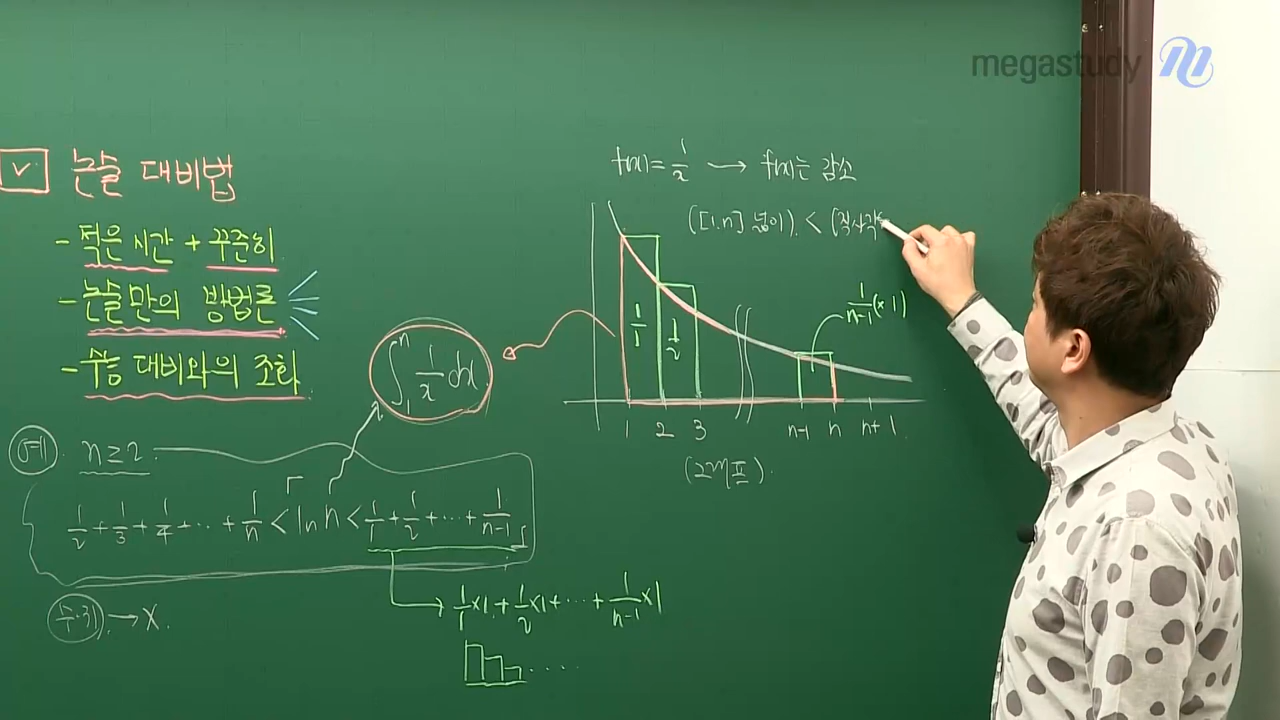 megastudy
✓ 논술 대비법
- 적은 시간 + 꾸준히
- 논술만의 방법론
- 수능 대비와의 조화
예 n≥2.
1/2+1/3+1/4+⋯+1/n < ln n < 1/1+1/2+⋯+1/(n-1)
수·귀 → X.
∫₁ⁿ 1/x dx
1/1×1+1/2×1+⋯+1/(n-1)×1
f(x)=1/x → f(x)는 감소
([1,n] 넓이) < (직사각
1/1
1/2
1/(n-1)(×1)
1 2 3 n-1 n n+1